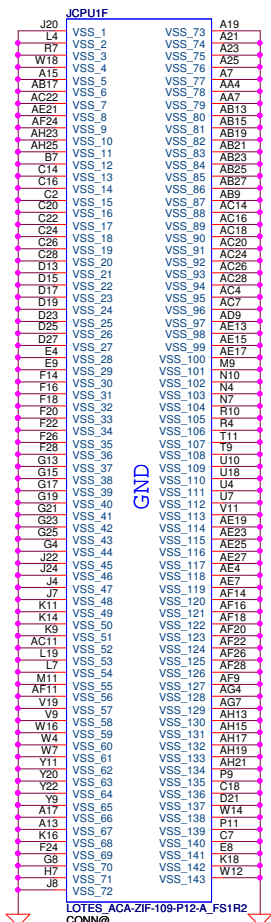 JCPU1F
J20 VSS_1 VSS_73 A19
L4 VSS_2 VSS_74 A21
R7 VSS_3 VSS_75 A23
W18 VSS_4 VSS_76 A25
A15 VSS_5 VSS_77 A7
AB17 VSS_6 VSS_78 AA4
AC22 VSS_7 VSS_79 AA7
AE21 VSS_8 VSS_80 AB13
AF24 VSS_9 VSS_81 AB15
AH23 VSS_10 VSS_82 AB19
AH25 VSS_11 VSS_83 AB21
B7 VSS_12 VSS_84 AB23
C14 VSS_13 VSS_85 AB25
C16 VSS_14 VSS_86 AB27
C2 VSS_15 VSS_87 AB9
C20 VSS_16 VSS_88 AC14
C22 VSS_17 VSS_89 AC16
C24 VSS_18 VSS_90 AC18
C26 VSS_19 VSS_91 AC20
C28 VSS_20 VSS_92 AC24
D13 VSS_21 VSS_93 AC26
D15 VSS_22 VSS_94 AC28
D17 VSS_23 VSS_95 AC4
D19 VSS_24 VSS_96 AC7
D23 VSS_25 VSS_97 AD9
D25 VSS_26 VSS_98 AE13
D27 VSS_27 VSS_99 AE15
E4 VSS_28 VSS_100 AE17
E9 VSS_29 VSS_101 M9
F14 VSS_30 VSS_102 N10
F16 VSS_31 VSS_103 N4
F18 VSS_32 VSS_104 N7
F20 VSS_33 VSS_105 R10
F22 VSS_34 VSS_106 R4
F26 VSS_35 VSS_107 T11
F28 VSS_36 VSS_108 T9
G13 VSS_37 VSS_109 U10
G15 VSS_38 VSS_110 U18
G17 VSS_39 VSS_111 U4
G19 VSS_40 VSS_112 U7
G21 VSS_41 VSS_113 V11
G23 VSS_42 VSS_114 AE19
G25 VSS_43 VSS_115 AE23
G4 VSS_44 VSS_116 AE25
J22 VSS_45 VSS_117 AE27
J24 VSS_46 VSS_118 AE4
J4 VSS_47 VSS_119 AE7
J7 VSS_48 VSS_120 AF14
K11 VSS_49 VSS_121 AF16
K14 VSS_50 VSS_122 AF18
K9 VSS_51 VSS_123 AF20
AC11 VSS_52 VSS_124 AF22
L19 VSS_53 VSS_125 AF26
L7 VSS_54 VSS_126 AF28
M11 VSS_55 VSS_127 AF9
AF11 VSS_56 VSS_128 AG4
V19 VSS_57 VSS_129 AG7
V9 VSS_58 VSS_130 AH13
W16 VSS_59 VSS_131 AH15
W4 VSS_60 VSS_132 AH17
W7 VSS_61 VSS_133 AH19
Y11 VSS_62 VSS_134 AH21
Y20 VSS_63 VSS_135 P9
Y22 VSS_64 VSS_136 C18
Y9 VSS_65 VSS_137 D21
A17 VSS_66 VSS_138 W14
A13 VSS_67 VSS_139 P11
K16 VSS_68 VSS_140 C7
F24 VSS_69 VSS_141 E8
G8 VSS_70 VSS_142 K18
H7 VSS_71 VSS_143 W12
J8 VSS_72
GND
LOTES_ACA-ZIF-109-P12-A_FS1R2
CONN@